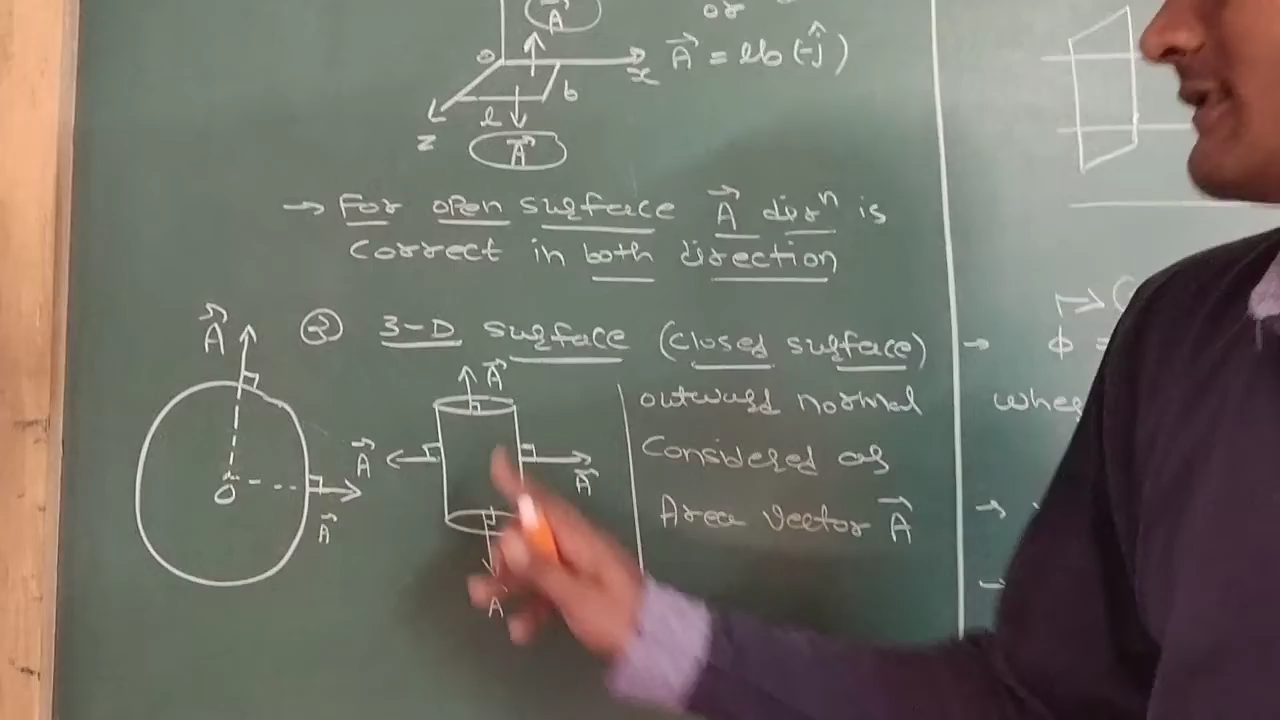 A⃗
or
o
x
A⃗ = lb (-ĵ)
b
l
z
A⃗
→ For open surface A⃗ dirⁿ is
correct in both direction
A⃗
② 3-D surface (closed surface)
→ ϕ =
A⃗
outward normal
Considered as
Area vector A⃗
whe
A⃗
A⃗
O
A⃗
A
→
→